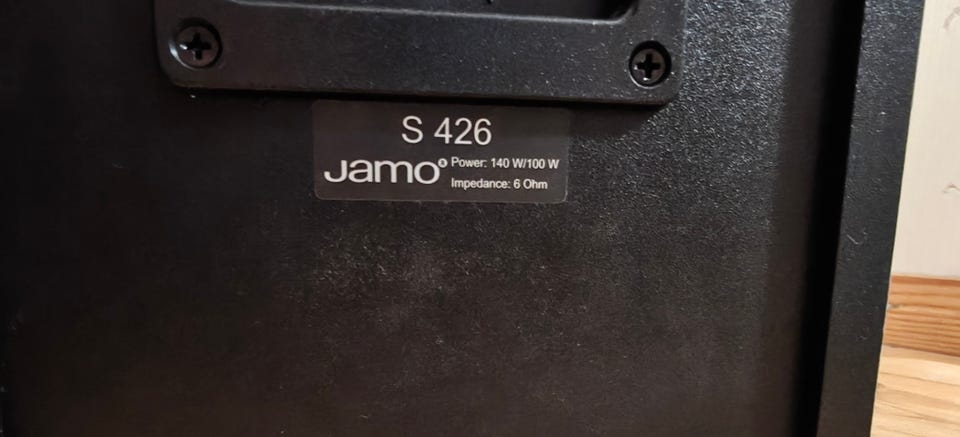 S 426
Jamo Power: 140 W/100 W
Impedance: 6 Ohm